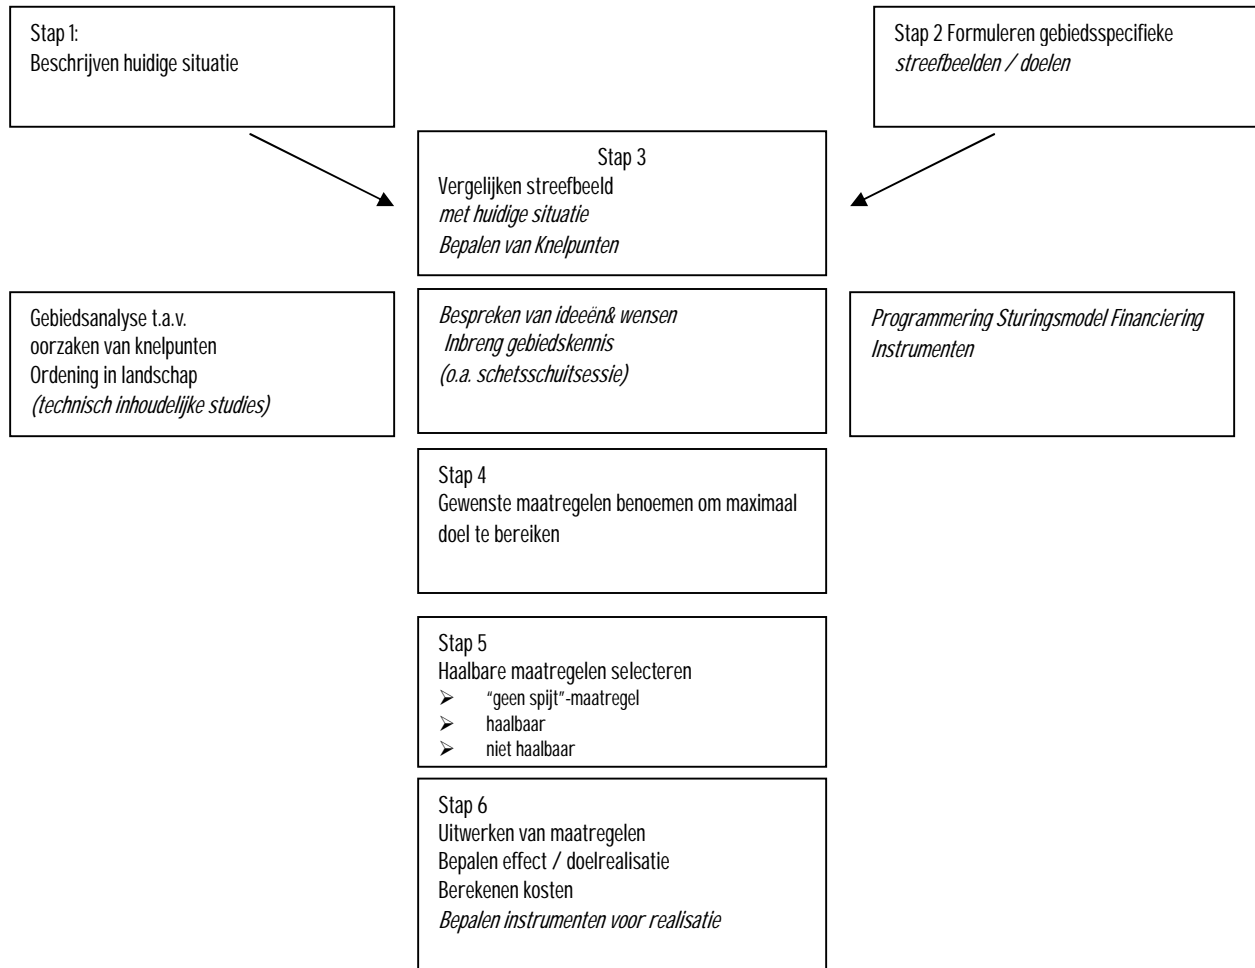 Stap 1:
Beschrijven huidige situatie
Stap 2 Formuleren gebiedsspecifieke
streefbeelden / doelen
Stap 3
Vergelijken streefbeeld
met huidige situatie
Bepalen van Knelpunten
Gebiedsanalyse t.a.v.
oorzaken van knelpunten
Ordening in landschap
(technisch inhoudelijke studies)
Bespreken van ideeën& wensen
Inbreng gebiedskennis
(o.a. schetsschuitsessie)
Programmering Sturingsmodel Financiering
Instrumenten
Stap 4
Gewenste maatregelen benoemen om maximaal
doel te bereiken
Stap 5
Haalbare maatregelen selecteren
➢ “geen spijt”-maatregel
➢ haalbaar
➢ niet haalbaar
Stap 6
Uitwerken van maatregelen
Bepalen effect / doelrealisatie
Berekenen kosten
Bepalen instrumenten voor realisatie